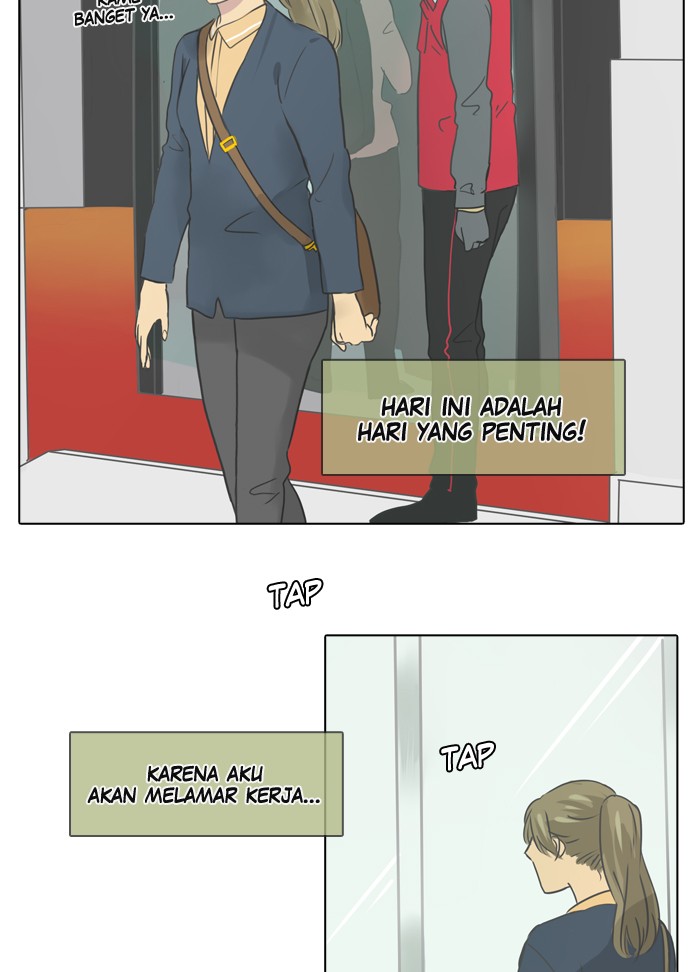 BANGET YA...
HARI INI ADALAH
HARI YANG PENTING!
TAP
KARENA AKU
AKAN MELAMAR KERJA...
TAP